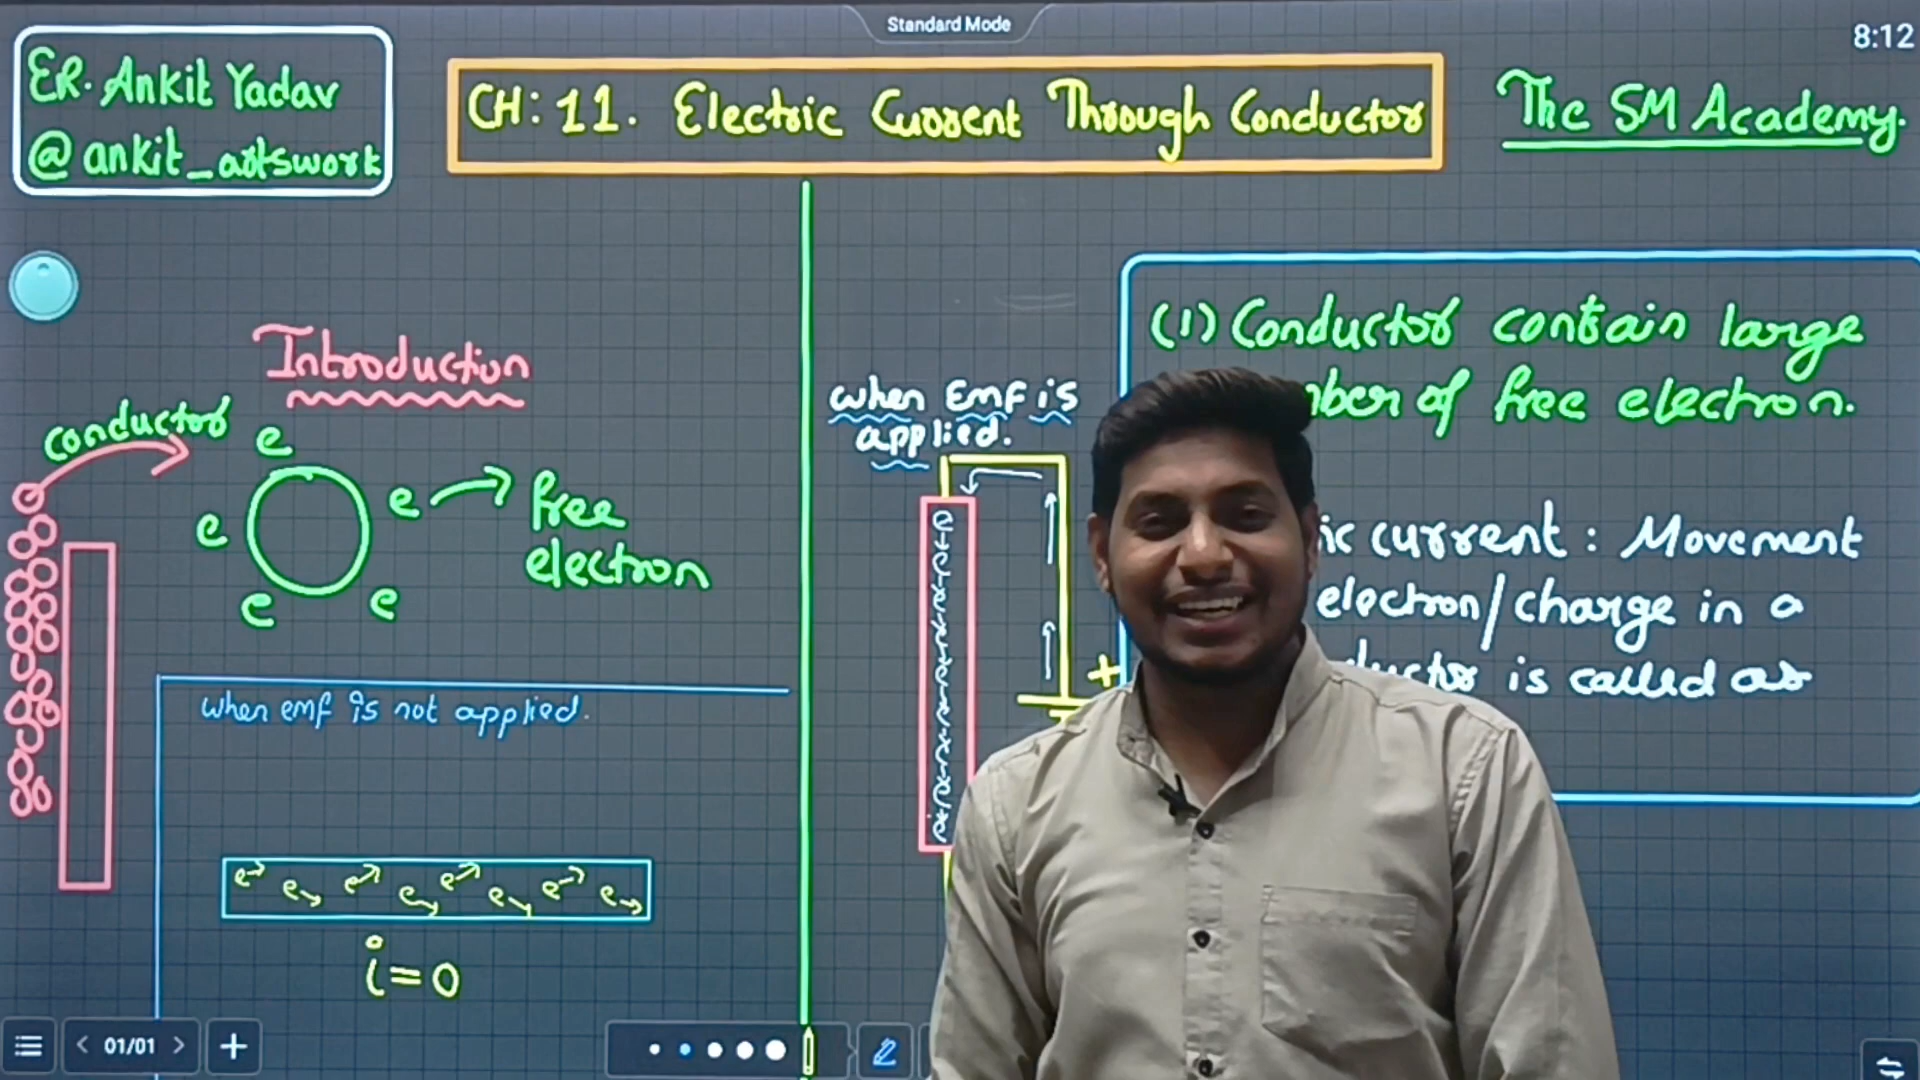 Standard Mode
8:12
ER. Ankit Yadav
@ankit_artswork
CH: 11. Electric Current Through Conductor
The SM Academy.
Introduction
conductor
e
e
e
e
e
free
electron
when emf is not applied.
e e e e e e e e
i = 0
when Emf is
applied.
+
(1) Conductor contain large
of free electron.
current : Movement
electron/charge in a
is called as
01/01